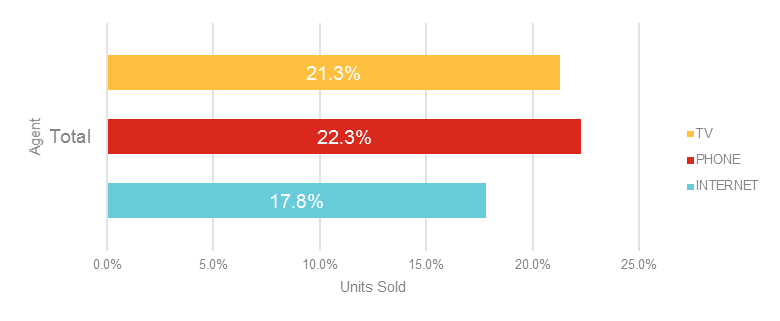 21.3%
Agent
Total
22.3%
17.8%
TV
PHONE
INTERNET
0.0%
5.0%
10.0%
15.0%
20.0%
25.0%
Units Sold